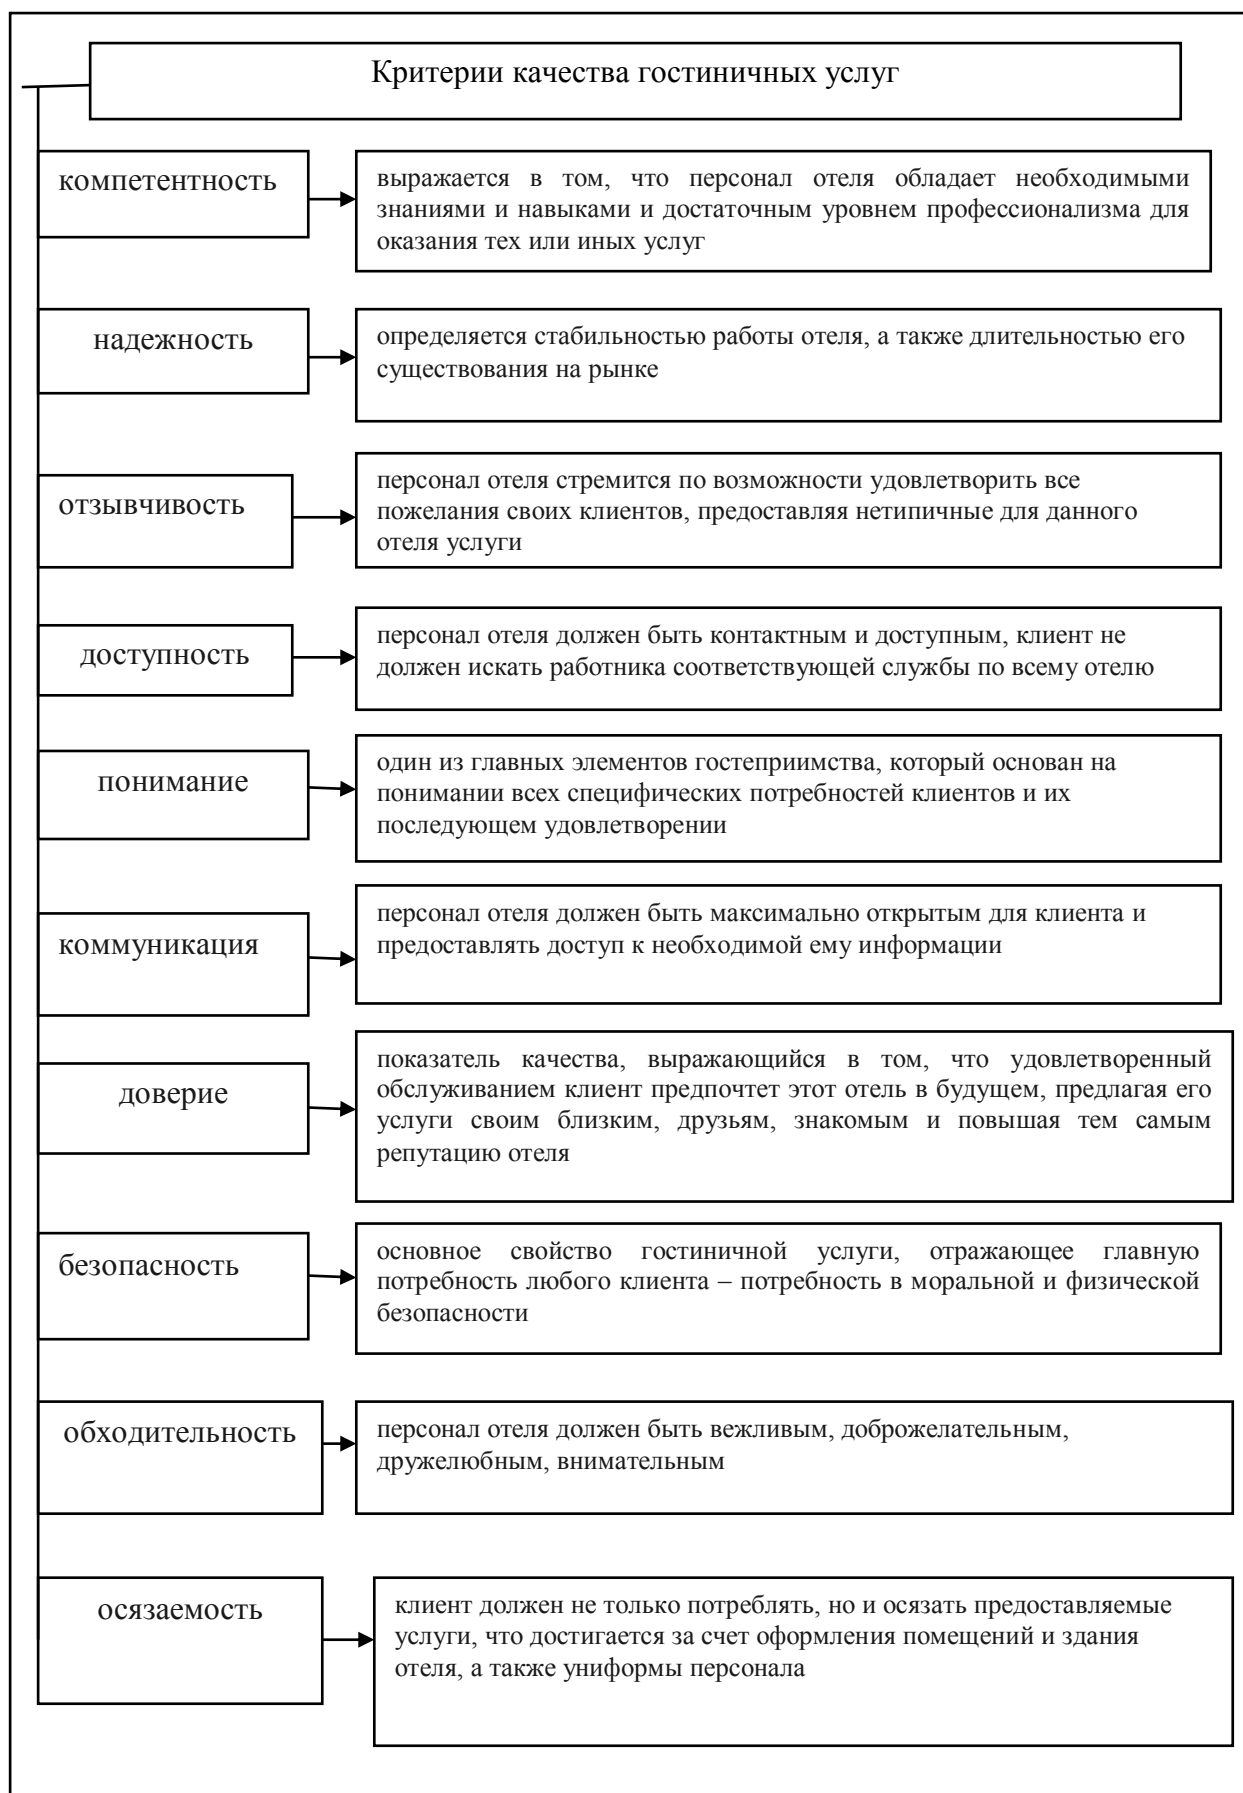 Критерии качества гостиничных услуг
компетентность
выражается в том, что персонал отеля обладает необходимыми
знаниями и навыками и достаточным уровнем профессионализма для
оказания тех или иных услуг
надежность
определяется стабильностью работы отеля, а также длительностью его
существования на рынке
отзывчивость
персонал отеля стремится по возможности удовлетворить все
пожелания своих клиентов, предоставляя нетипичные для данного
отеля услуги
доступность
персонал отеля должен быть контактным и доступным, клиент не
должен искать работника соответствующей службы по всему отелю
понимание
один из главных элементов гостеприимства, который основан на
понимании всех специфических потребностей клиентов и их
последующем удовлетворении
коммуникация
персонал отеля должен быть максимально открытым для клиента и
предоставлять доступ к необходимой ему информации
доверие
показатель качества, выражающийся в том, что удовлетворенный
обслуживанием клиент предпочтет этот отель в будущем, предлагая его
услуги своим близким, друзьям, знакомым и повышая тем самым
репутацию отеля
безопасность
основное свойство гостиничной услуги, отражающее главную
потребность любого клиента – потребность в моральной и физической
безопасности
обходительность
персонал отеля должен быть вежливым, доброжелательным,
дружелюбным, внимательным
осязаемость
клиент должен не только потреблять, но и осязать предоставляемые
услуги, что достигается за счет оформления помещений и здания
отеля, а также униформы персонала